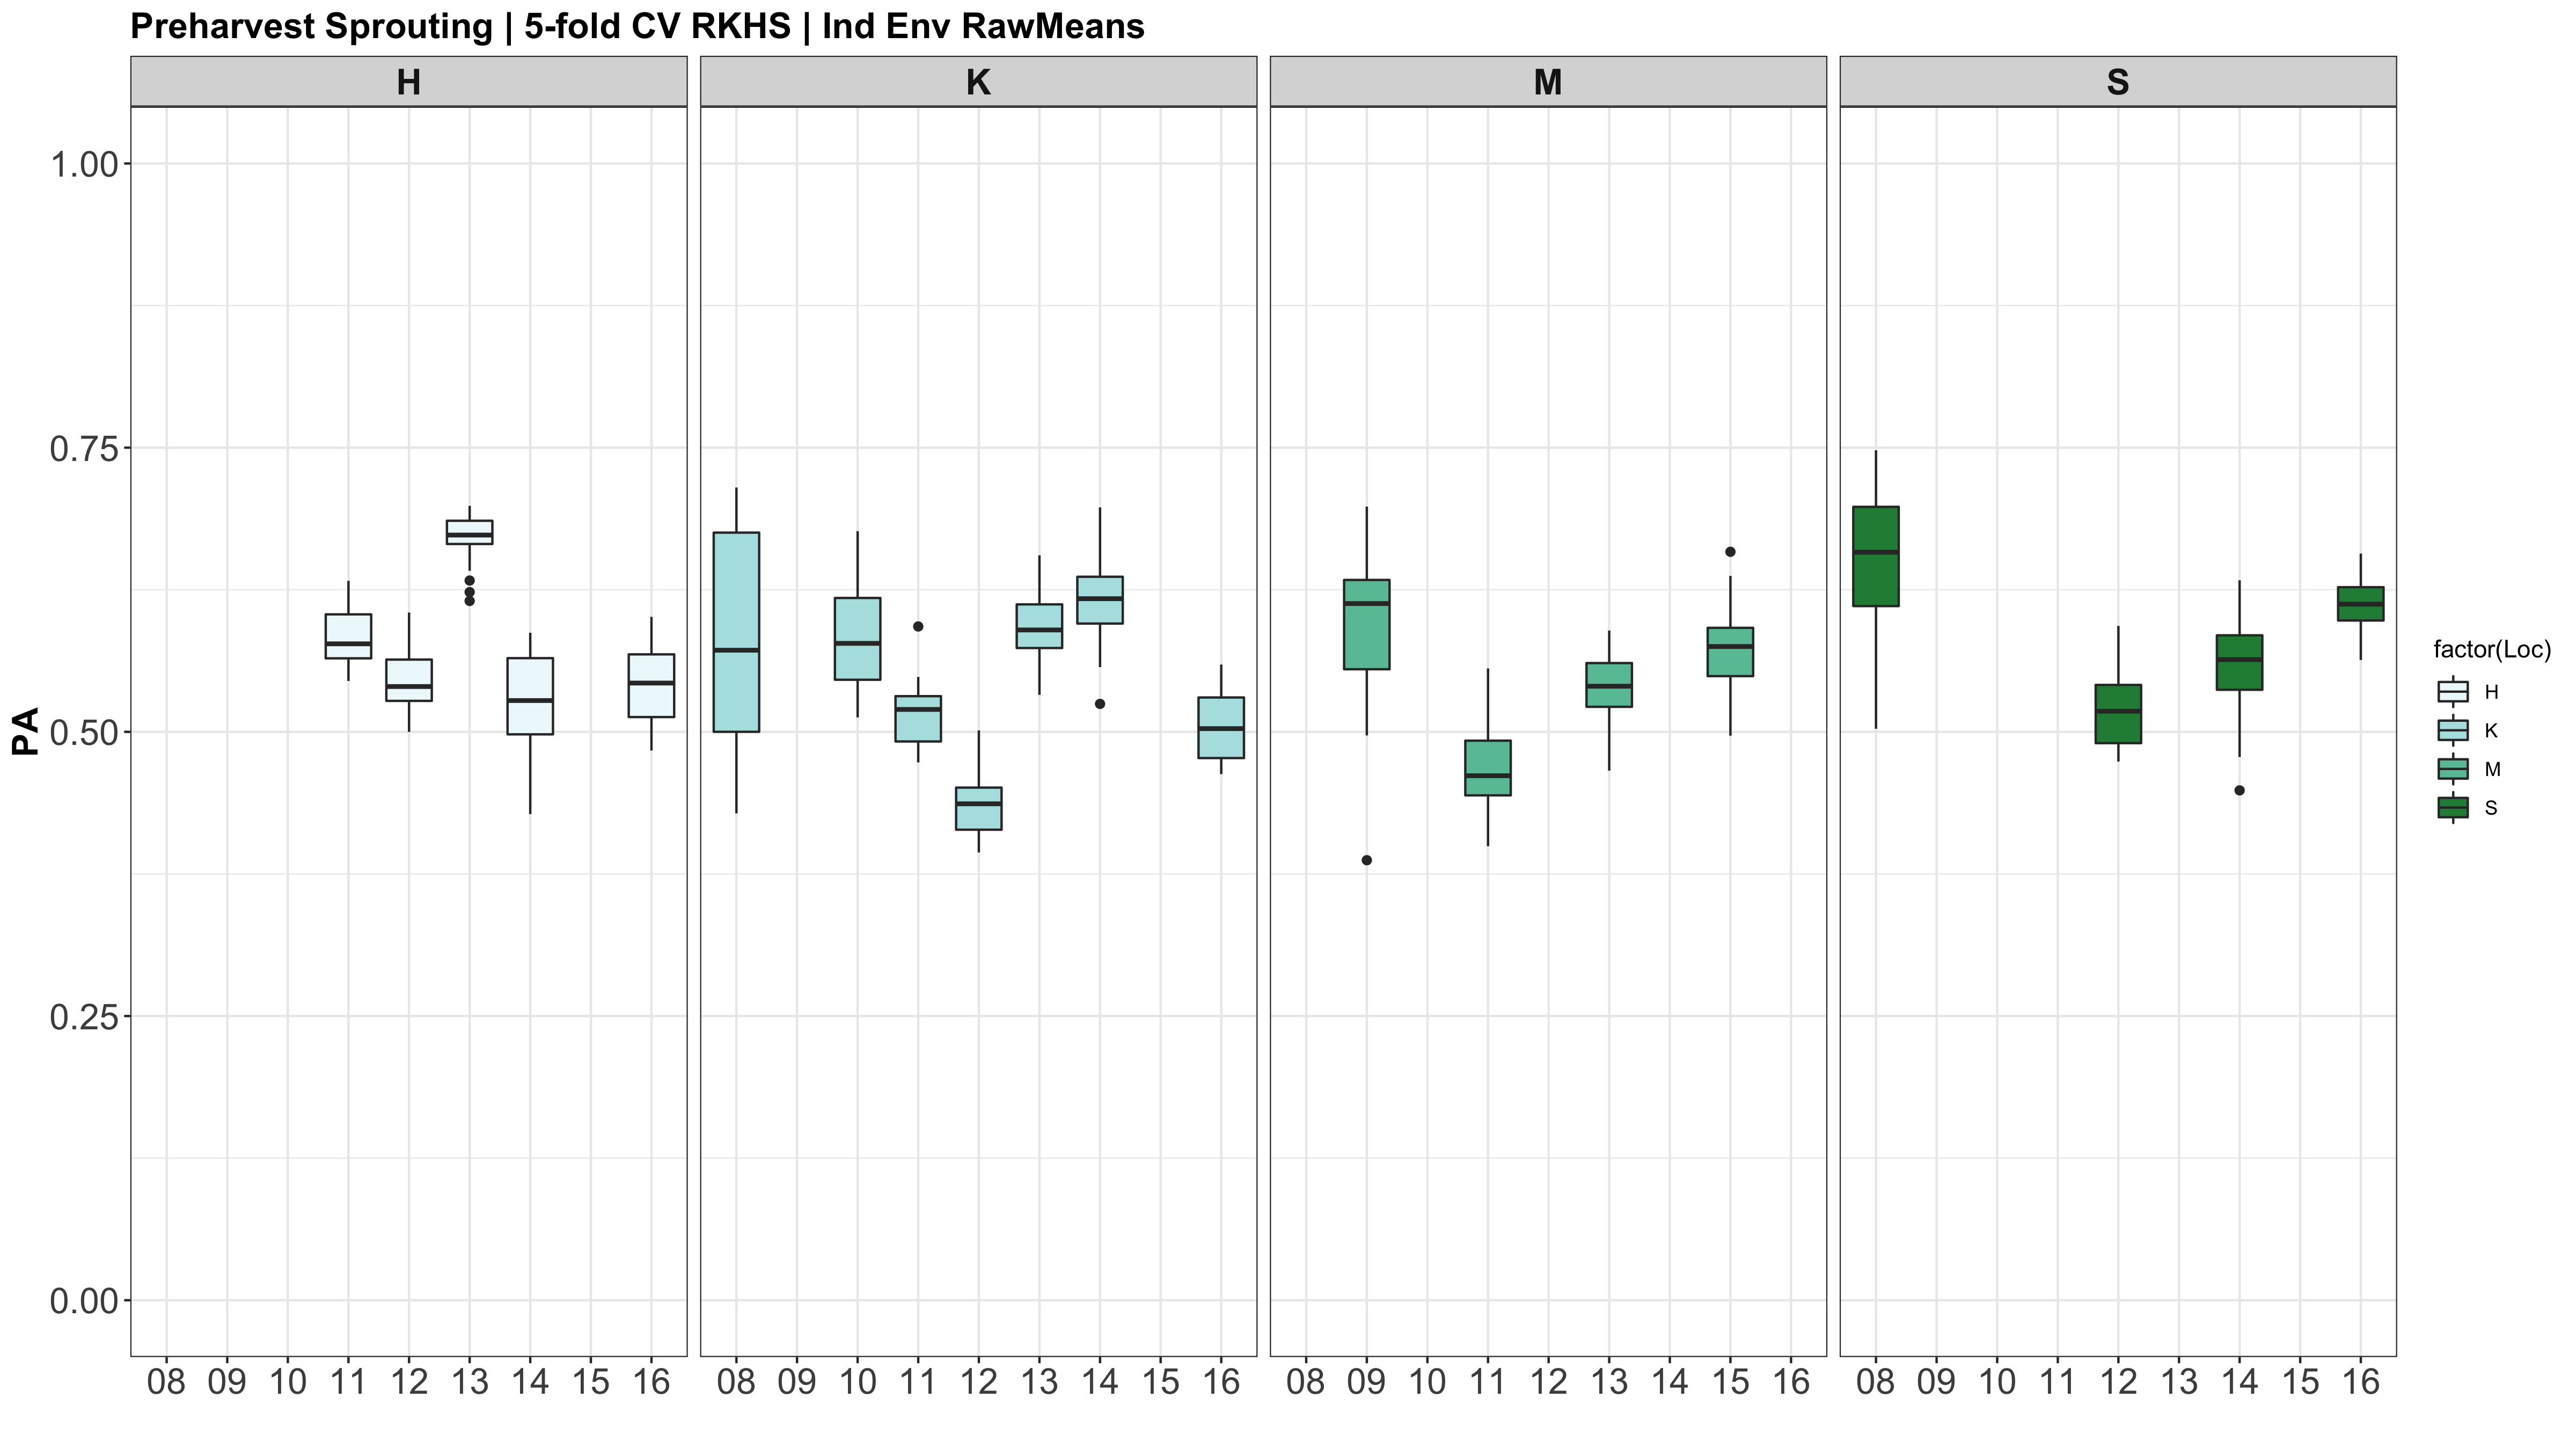 Preharvest Sprouting | 5-fold CV RKHS | Ind Env RawMeans
H K M S
1.00
0.75
0.50
0.25
0.00
PA
08 09 10 11 12 13 14 15 16 08 09 10 11 12 13 14 15 16 08 09 10 11 12 13 14 15 16 08 09 10 11 12 13 14 15 16
factor(Loc)
H
K
M
S